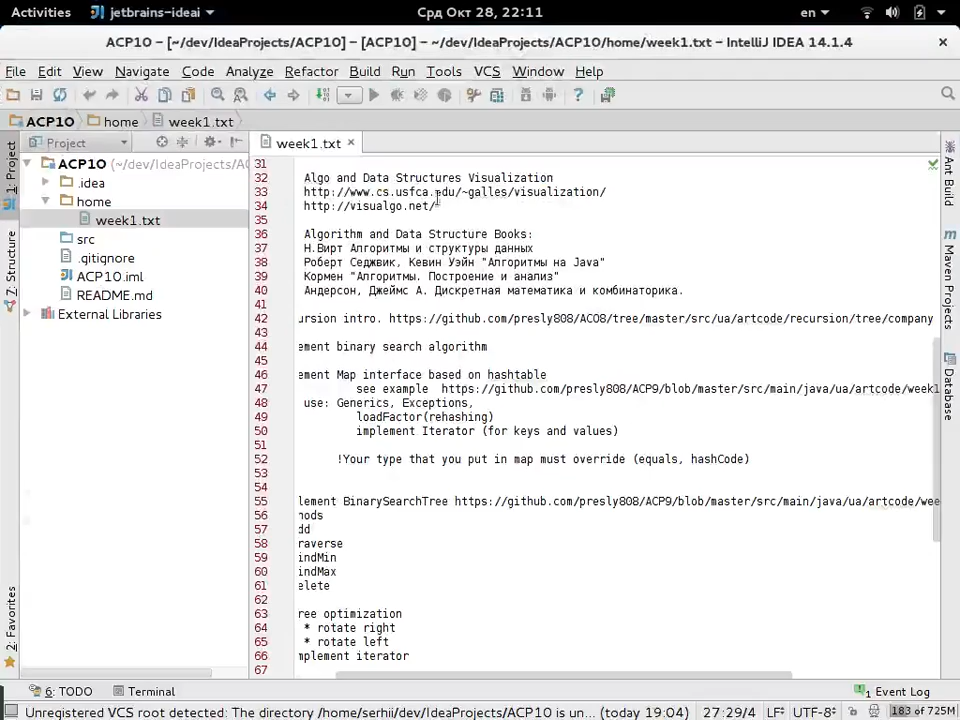 Activities jetbrains-ideai Срд Окт 28, 22:11 en
ACP10 – [~/dev/IdeaProjects/ACP10] – [ACP10] – ~/dev/IdeaProjects/ACP10/home/week1.txt – IntelliJ IDEA 14.1.4
File Edit View Navigate Code Analyze Refactor Build Run Tools VCS Window Help
ACP10 home week1.txt
Project week1.txt
1: Project
7: Structure
2: Favorites
ACP10 (~/dev/IdeaProjects/AC
.idea
home
week1.txt
src
.gitignore
ACP10.iml
README.md
External Libraries
31
32 Algo and Data Structures Visualization
33 http://www.cs.usfca.edu/~galles/visualization/
34 http://visualgo.net/
35
36 Algorithm and Data Structure Books:
37 Н.Вирт Алгоритмы и структуры данных
38 Роберт Седжвик, Кевин Уэйн "Алгоритмы на Java"
39 Кормен "Алгоритмы. Построение и анализ"
40 Андерсон, Джеймс А. Дискретная математика и комбинаторика.
41
42 ursion intro. https://github.com/presly808/ACO8/tree/master/src/ua/artcode/recursion/tree/company
43
44 ement binary search algorithm
45
46 ement Map interface based on hashtable
47 see example https://github.com/presly808/ACP9/blob/master/src/main/java/ua/artcode/week1
48 use: Generics, Exceptions,
49 loadFactor(rehashing)
50 implement Iterator (for keys and values)
51
52 !Your type that you put in map must override (equals, hashCode)
53
54
55 lement BinarySearchTree https://github.com/presly808/ACP9/blob/master/src/main/java/ua/artcode/wee
56 hods
57 dd
58 raverse
59 indMin
60 indMax
61 elete
62
63 ree optimization
64 * rotate right
65 * rotate left
66 mplement iterator
67
Ant Build
Maven Projects
Database
6: TODO Terminal 1 Event Log
Unregistered VCS root detected: The directory /home/serhii/dev/IdeaProjects/ACP10 is un... (today 19:04) 27:29/4 LF UTF-8 183 of 725M